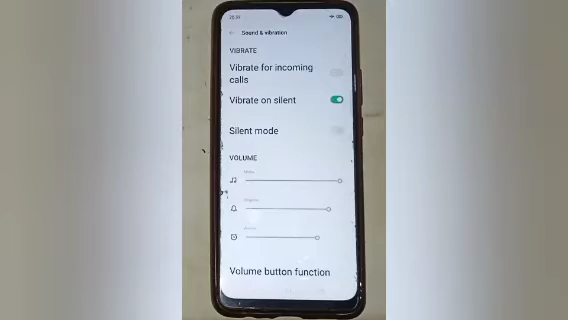 Sound & vibration
VIBRATE
Vibrate for incoming
calls
Vibrate on silent
Silent mode
VOLUME
Volume button function